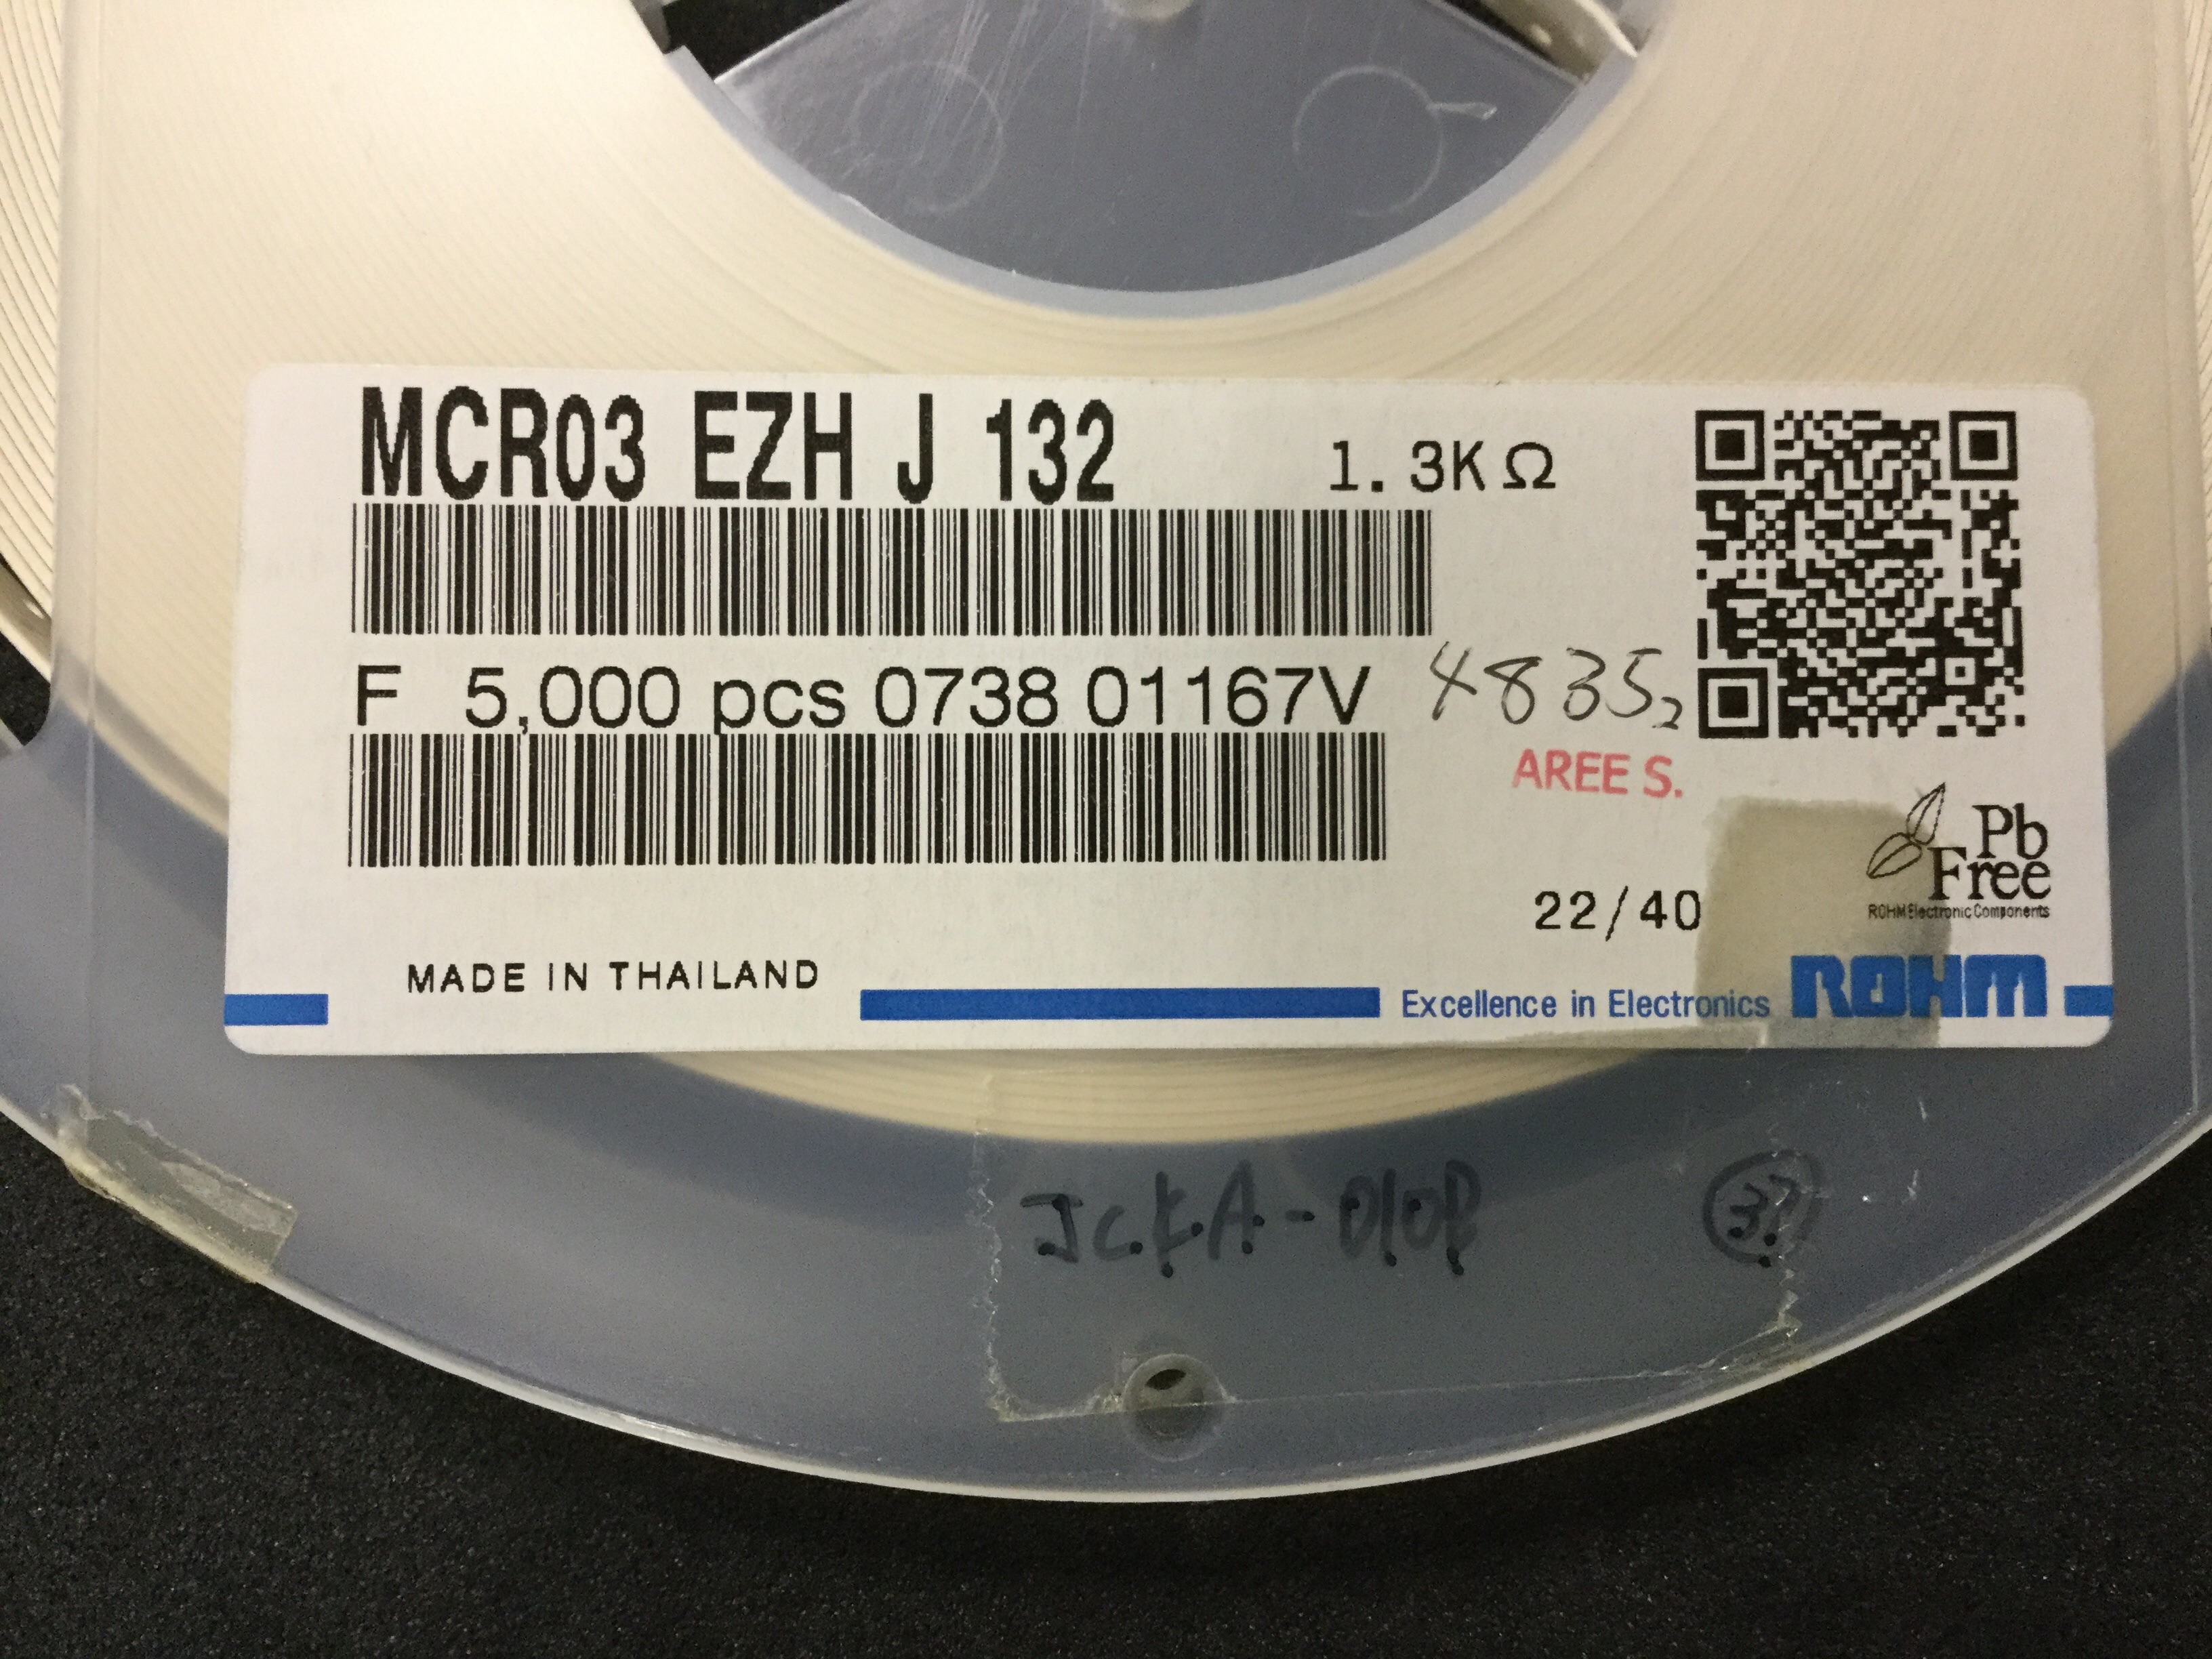 MCR03 EZH J 132 1.3KΩ
F 5,000 pcs 0738 01167V 4835₂
AREE S.
Pb
Free
ROHM Electronic Components
22/40
MADE IN THAILAND
Excellence in Electronics ROHM